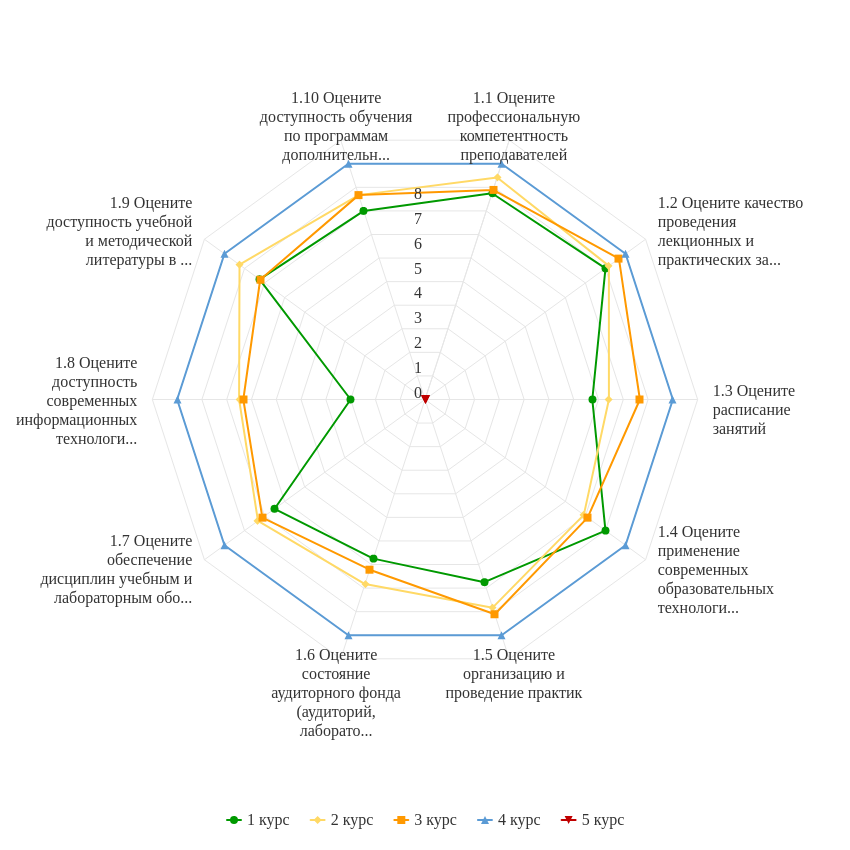 1.10 Оцените
доступность обучения
по программам
дополнительн...
1.1 Оцените
профессиональную
компетентность
преподавателей
1.9 Оцените
доступность учебной
и методической
литературы в ...
1.2 Оцените качество
проведения
лекционных и
практических за...
8
7
6
5
4
3
2
1
0
1.8 Оцените
доступность
современных
информационных
технологи...
1.3 Оцените
расписание
занятий
1.7 Оцените
обеспечение
дисциплин учебным и
лабораторным обо...
1.4 Оцените
применение
современных
образовательных
технологи...
1.6 Оцените
состояние
аудиторного фонда
(аудиторий,
лаборато...
1.5 Оцените
организацию и
проведение практик
1 курс
2 курс
3 курс
4 курс
5 курс